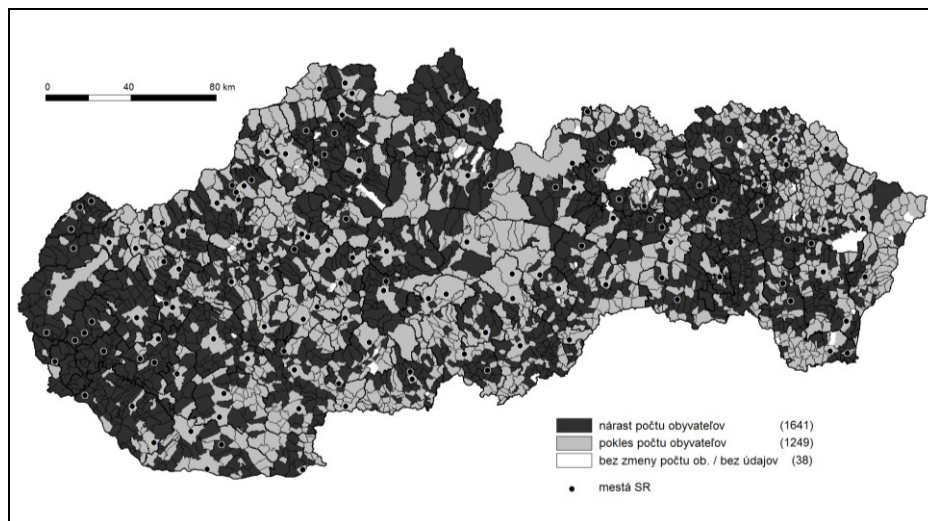 0 40 80 km
nárast počtu obyvateľov (1641)
pokles počtu obyvateľov (1249)
bez zmeny počtu ob. / bez údajov (38)
mestá SR